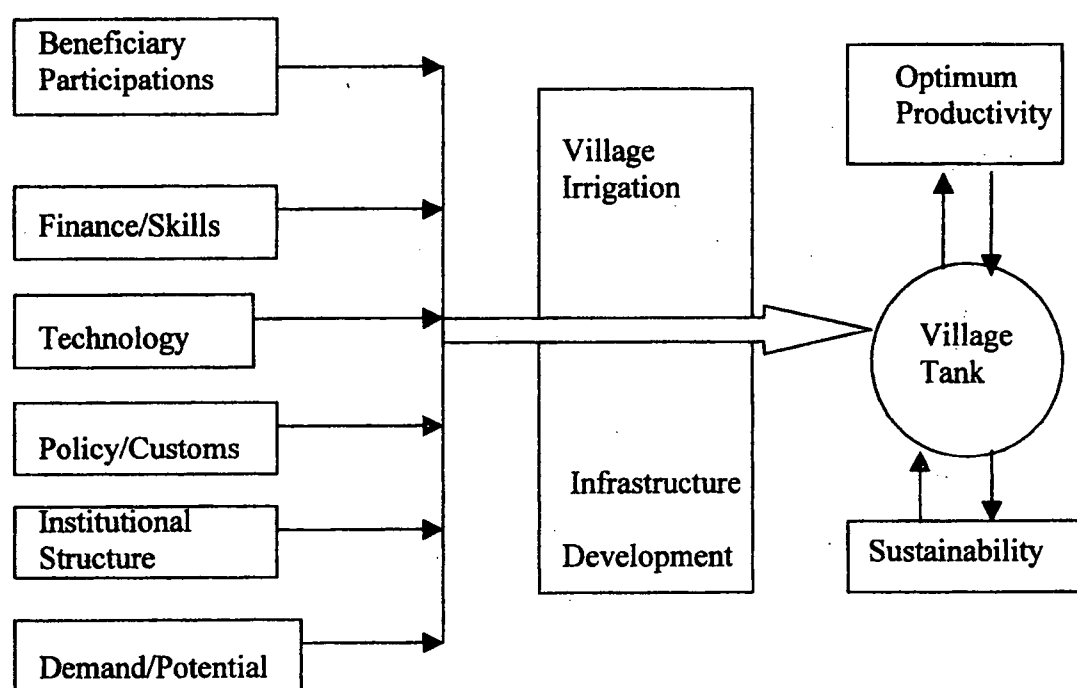 Beneficiary
Participations
Finance/Skills
Technology
Policy/Customs
Institutional
Structure
Demand/Potential
Village
Irrigation
Infrastructure
Development
Optimum
Productivity
Village
Tank
Sustainability